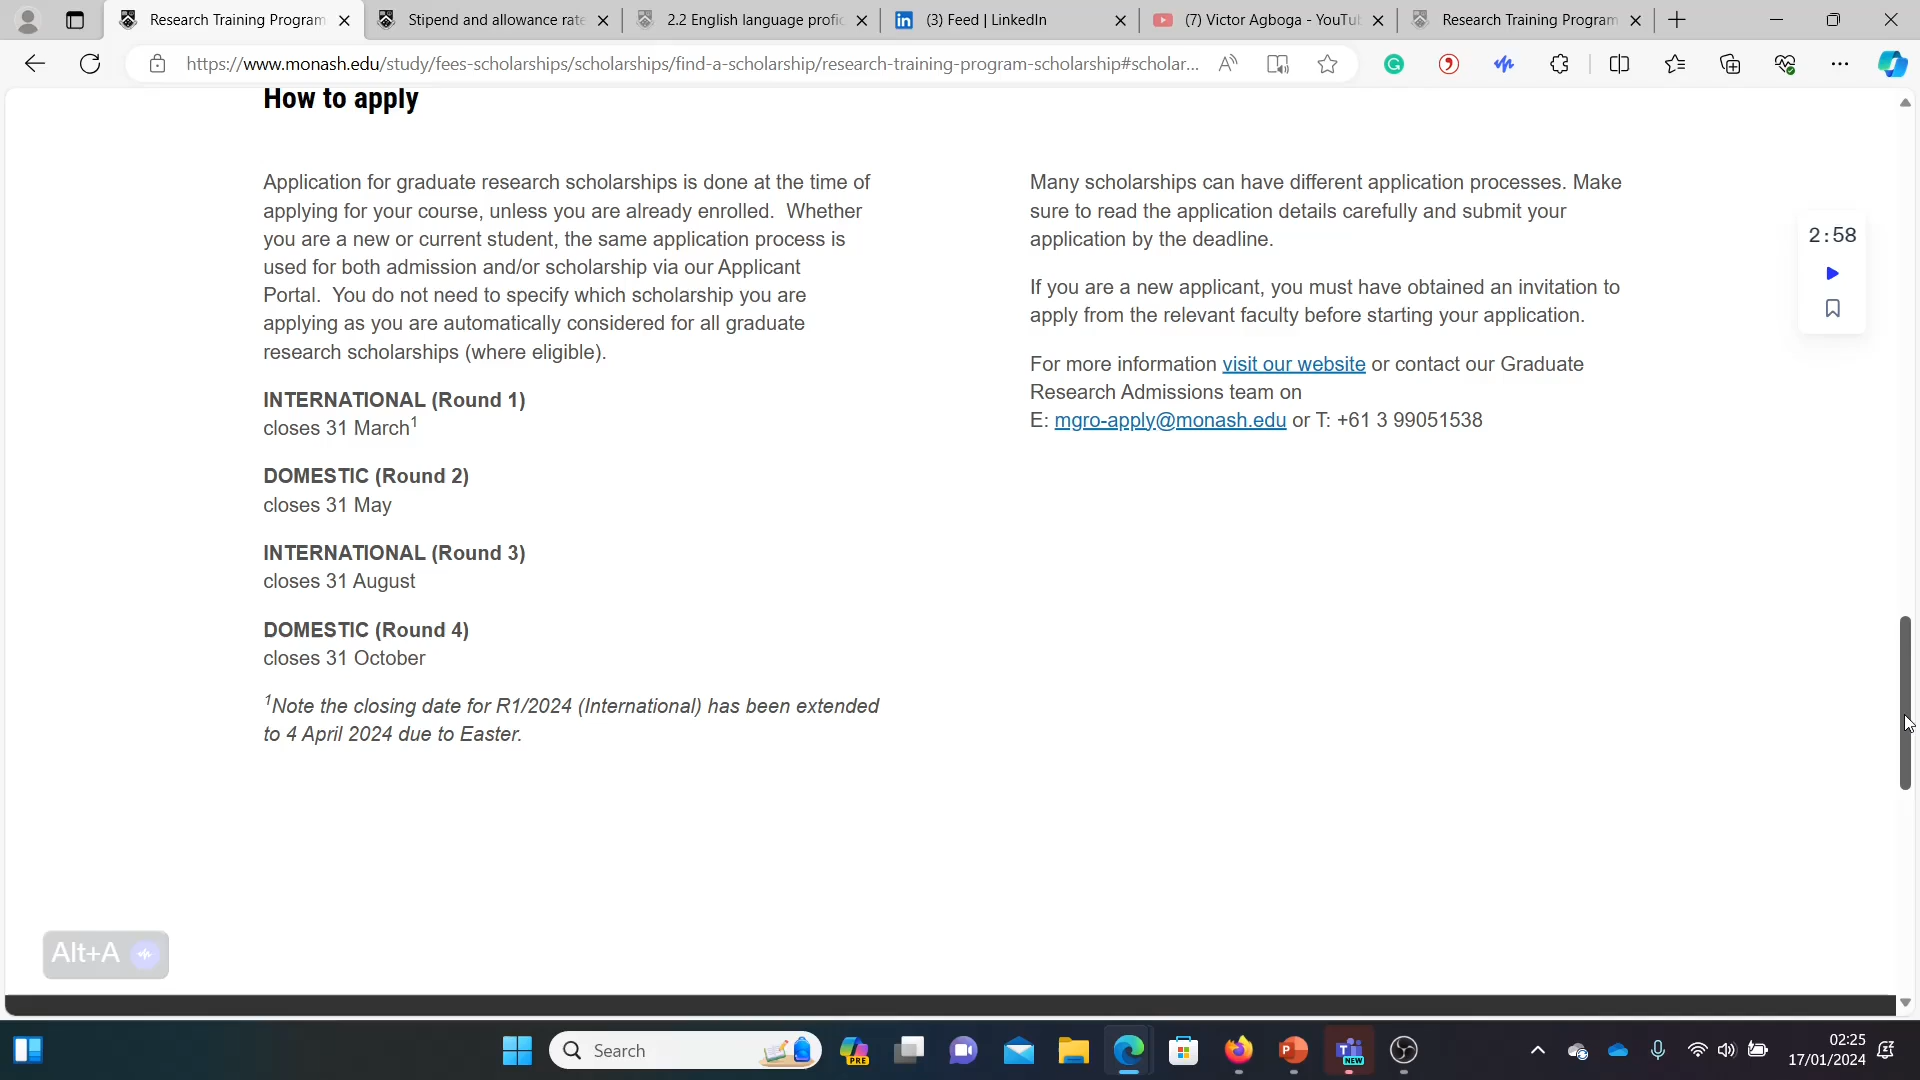 Research Training Program
Stipend and allowance rate
2.2 English language profic
(3) Feed | LinkedIn
(7) Victor Agboga - YouTub
Research Training Program
https://www.monash.edu/study/fees-scholarships/scholarships/find-a-scholarship/research-training-program-scholarship#scholar...
How to apply
Application for graduate research scholarships is done at the time of
applying for your course, unless you are already enrolled. Whether
you are a new or current student, the same application process is
used for both admission and/or scholarship via our Applicant
Portal. You do not need to specify which scholarship you are
applying as you are automatically considered for all graduate
research scholarships (where eligible).
INTERNATIONAL (Round 1)
closes 31 March1
DOMESTIC (Round 2)
closes 31 May
INTERNATIONAL (Round 3)
closes 31 August
DOMESTIC (Round 4)
closes 31 October
1Note the closing date for R1/2024 (International) has been extended
to 4 April 2024 due to Easter.
Many scholarships can have different application processes. Make
sure to read the application details carefully and submit your
application by the deadline.
If you are a new applicant, you must have obtained an invitation to
apply from the relevant faculty before starting your application.
For more information visit our website or contact our Graduate
Research Admissions team on
E: mgro-apply@monash.edu or T: +61 3 99051538
2:58
Alt+A
Search
PRE
NEW
02:25
17/01/2024